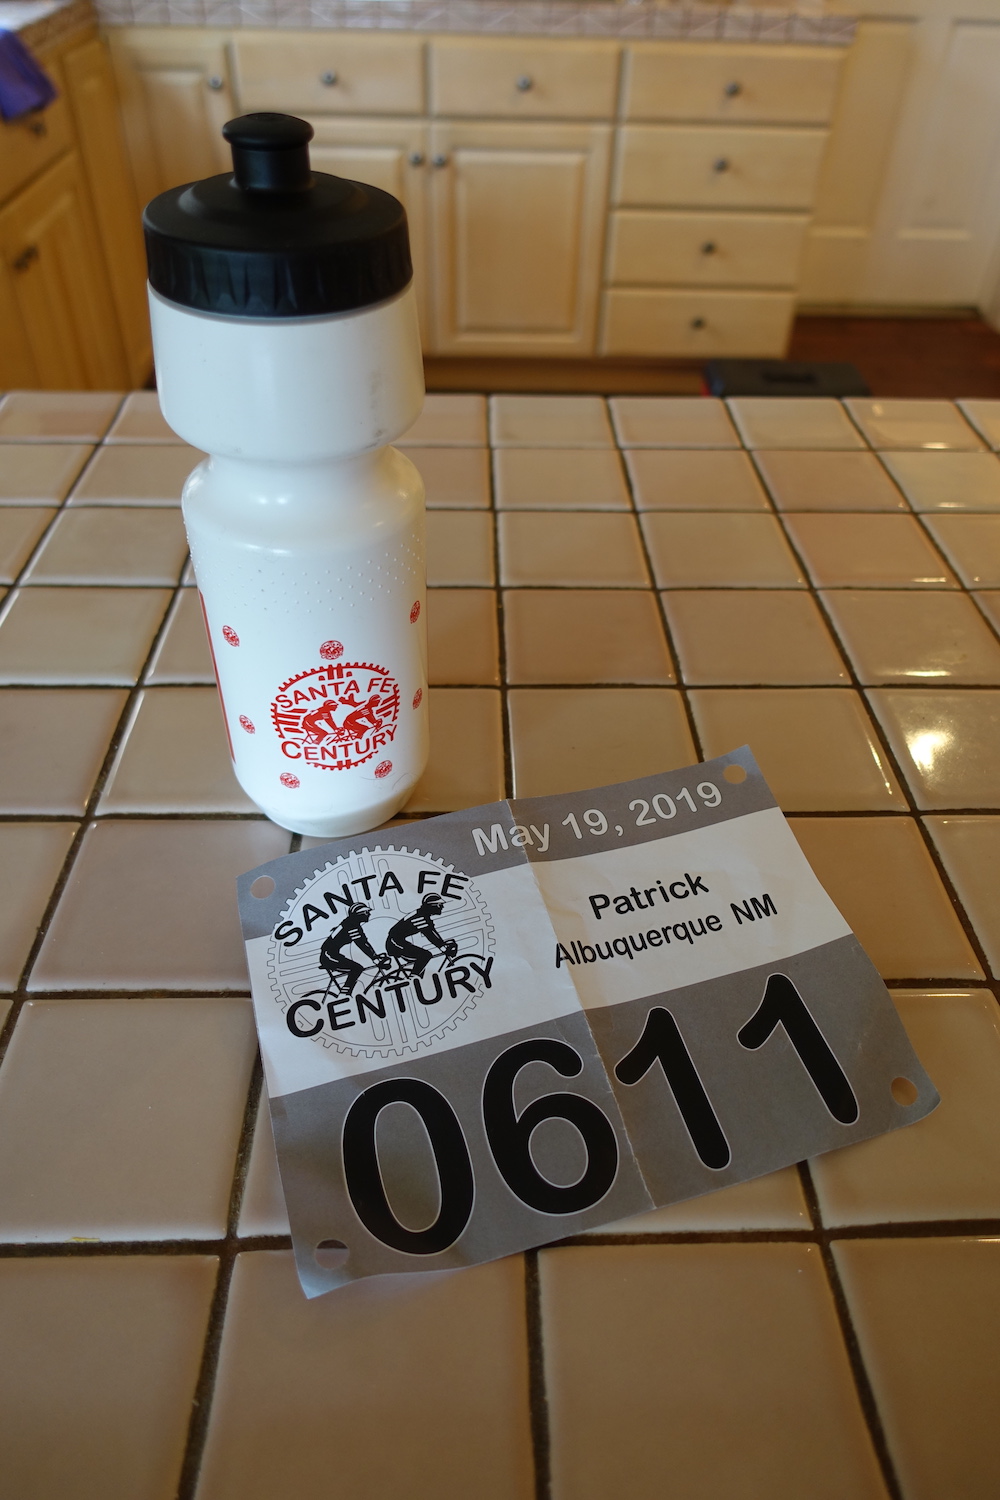 SANTA FE
CENTURY
May 19, 2019
SANTA FE
CENTURY
Patrick
Albuquerque NM
0611